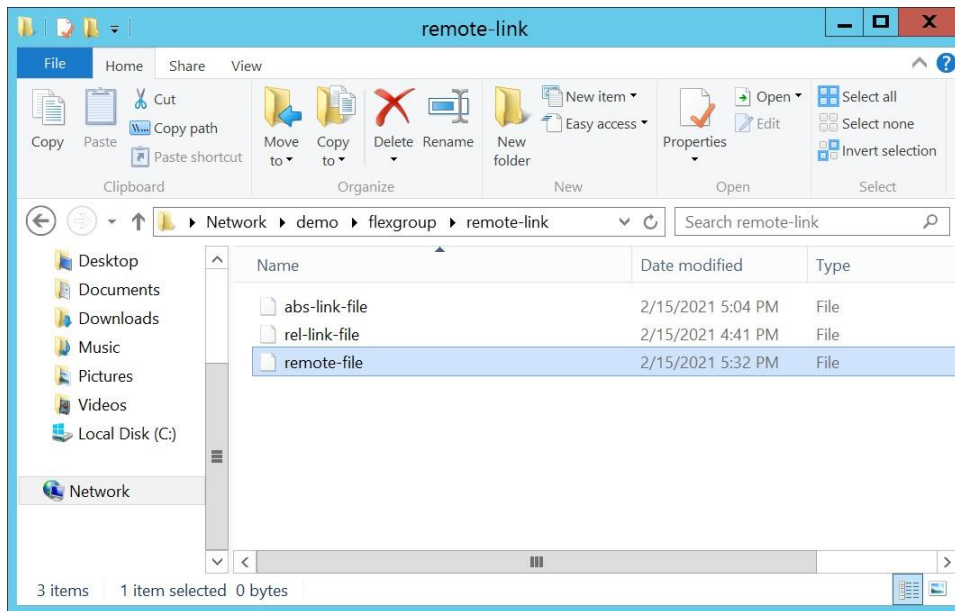 remote-link
File Home Share View
Copy
Paste
Cut
Copy path
Paste shortcut
Clipboard
Move to
Copy to
Delete
Rename
Organize
New folder
New item
Easy access
New
Properties
Open
Edit
Open
Select all
Select none
Invert selection
Select
Network demo flexgroup remote-link
Search remote-link
Desktop
Documents
Downloads
Music
Pictures
Videos
Local Disk (C:)
Network
Name Date modified Type
abs-link-file 2/15/2021 5:04 PM File
rel-link-file 2/15/2021 4:41 PM File
remote-file 2/15/2021 5:32 PM File
3 items 1 item selected 0 bytes